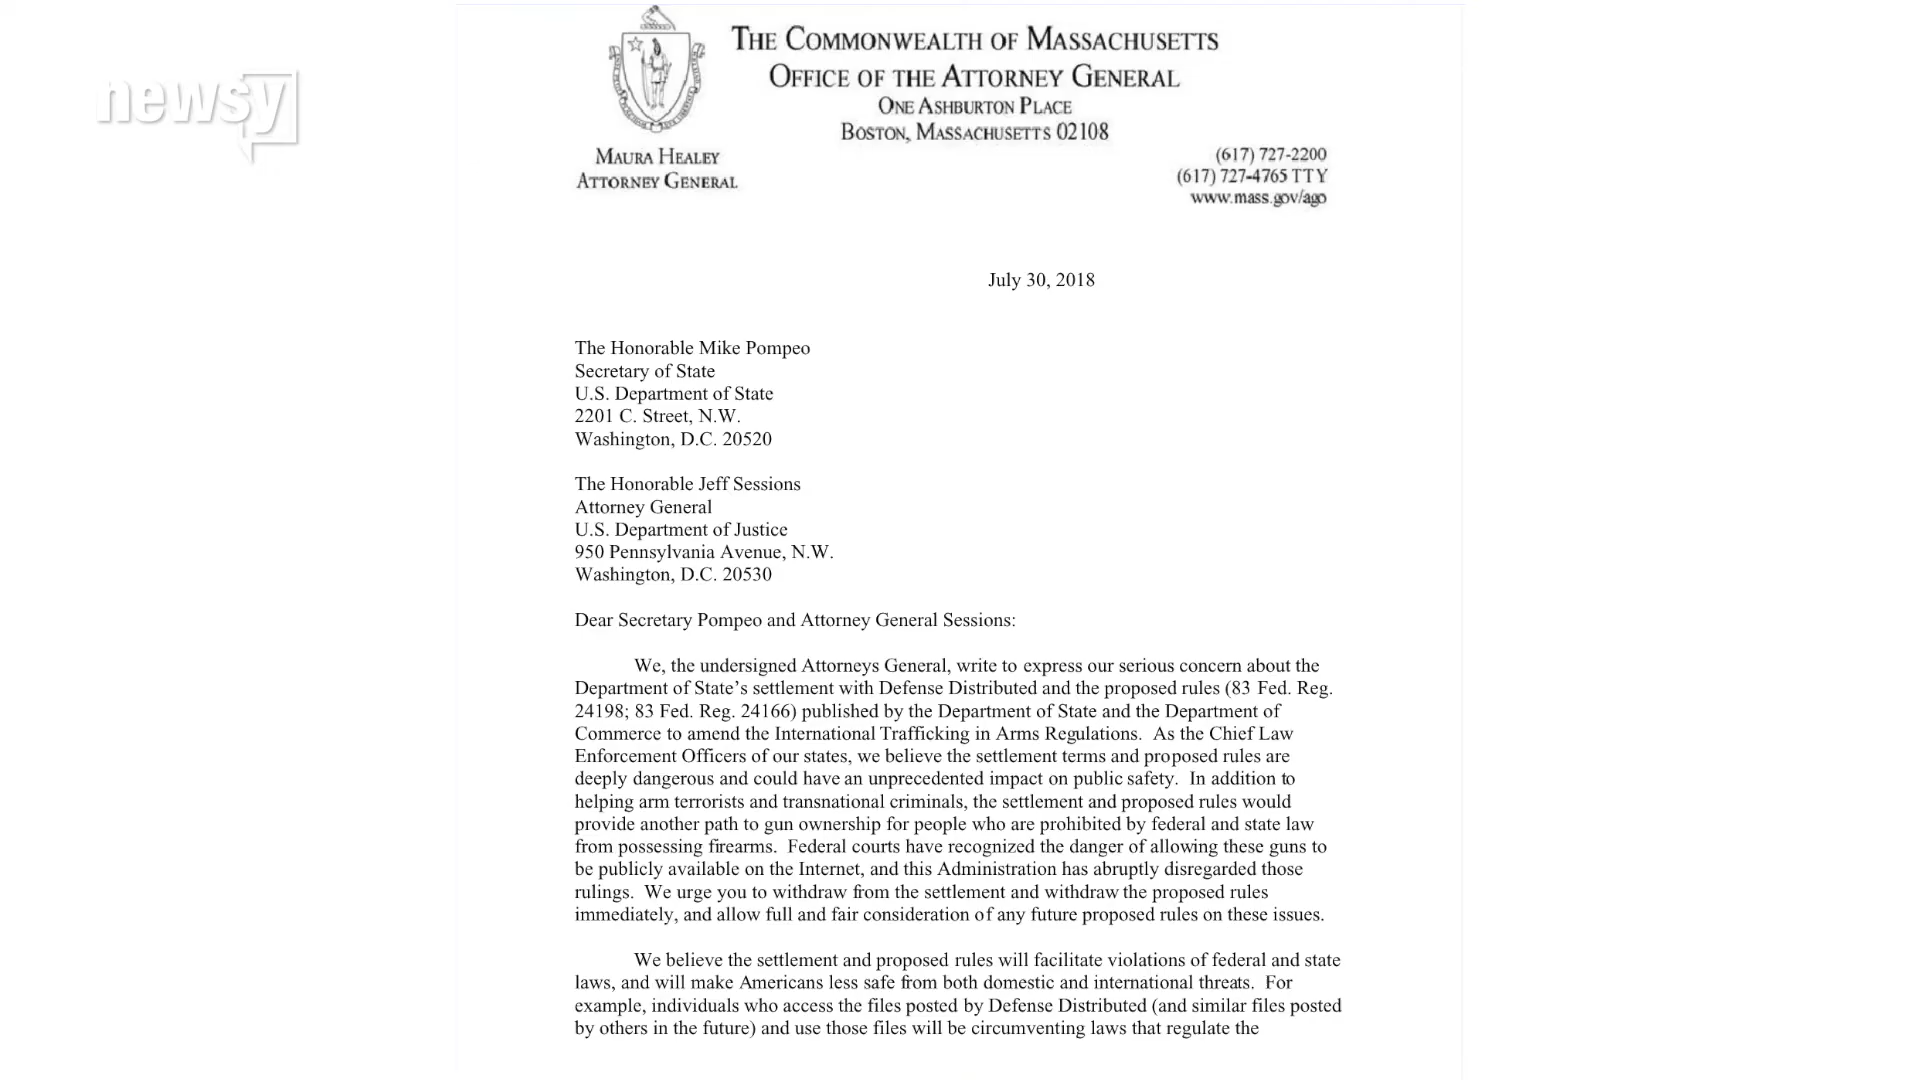 newsy
THE COMMONWEALTH OF MASSACHUSETTS
OFFICE OF THE ATTORNEY GENERAL
ONE ASHBURTON PLACE
BOSTON, MASSACHUSETTS 02108
MAURA HEALEY
ATTORNEY GENERAL
(617) 727-2200
(617) 727-4765 TTY
www.mass.gov/ago
July 30, 2018
The Honorable Mike Pompeo
Secretary of State
U.S. Department of State
2201 C. Street, N.W.
Washington, D.C. 20520
The Honorable Jeff Sessions
Attorney General
U.S. Department of Justice
950 Pennsylvania Avenue, N.W.
Washington, D.C. 20530
Dear Secretary Pompeo and Attorney General Sessions:
We, the undersigned Attorneys General, write to express our serious concern about the
Department of State’s settlement with Defense Distributed and the proposed rules (83 Fed. Reg.
24198; 83 Fed. Reg. 24166) published by the Department of State and the Department of
Commerce to amend the International Trafficking in Arms Regulations. As the Chief Law
Enforcement Officers of our states, we believe the settlement terms and proposed rules are
deeply dangerous and could have an unprecedented impact on public safety. In addition to
helping arm terrorists and transnational criminals, the settlement and proposed rules would
provide another path to gun ownership for people who are prohibited by federal and state law
from possessing firearms. Federal courts have recognized the danger of allowing these guns to
be publicly available on the Internet, and this Administration has abruptly disregarded those
rulings. We urge you to withdraw from the settlement and withdraw the proposed rules
immediately, and allow full and fair consideration of any future proposed rules on these issues.
We believe the settlement and proposed rules will facilitate violations of federal and state
laws, and will make Americans less safe from both domestic and international threats. For
example, individuals who access the files posted by Defense Distributed (and similar files posted
by others in the future) and use those files will be circumventing laws that regulate the